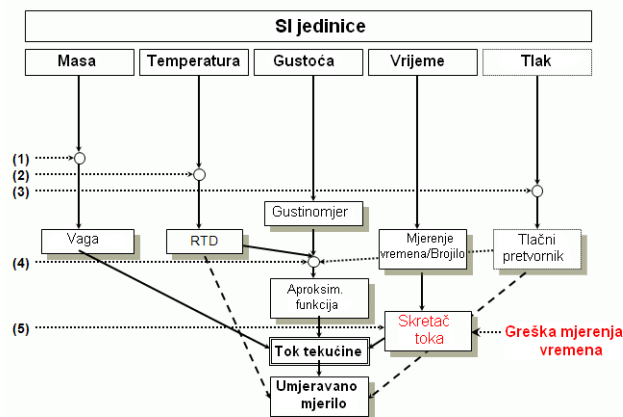 SI jedinice
Masa
Temperatura
Gustoća
Vrijeme
Tlak
(1)
(2)
(3)
Gustinomjer
Vaga
RTD
Mjerenje
vremena/Brojilo
Tlačni
pretvornik
(4)
Aproksim.
funkcija
(5)
Skretač
toka
Greška mjerenja
vremena
Tok tekućine
Umjeravano
mjerilo